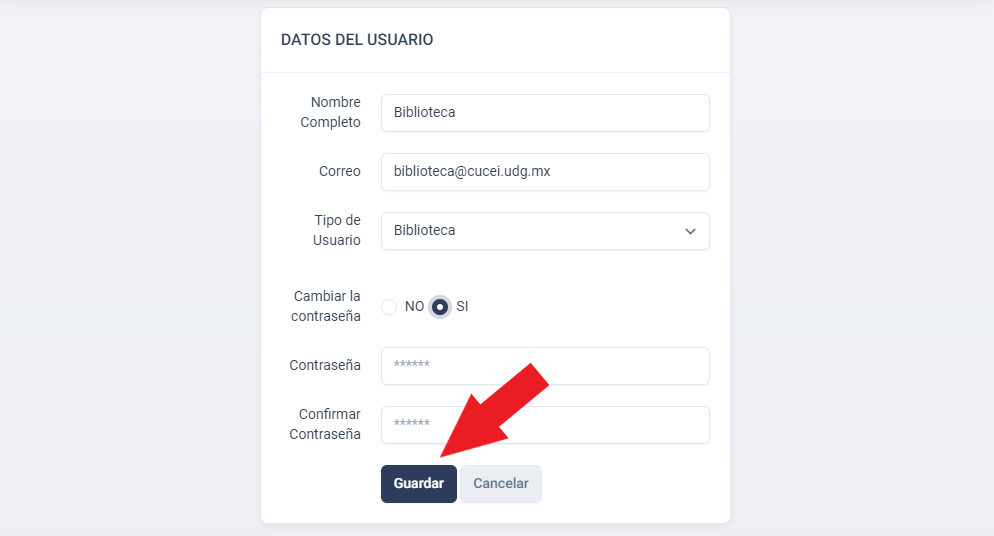 DATOS DEL USUARIO
Nombre
Completo
Biblioteca
Correo
biblioteca@cucei.udg.mx
Tipo de
Usuario
Biblioteca
Cambiar la
contraseña
NO SI
Contraseña
******
Confirmar
Contraseña
******
Guardar Cancelar